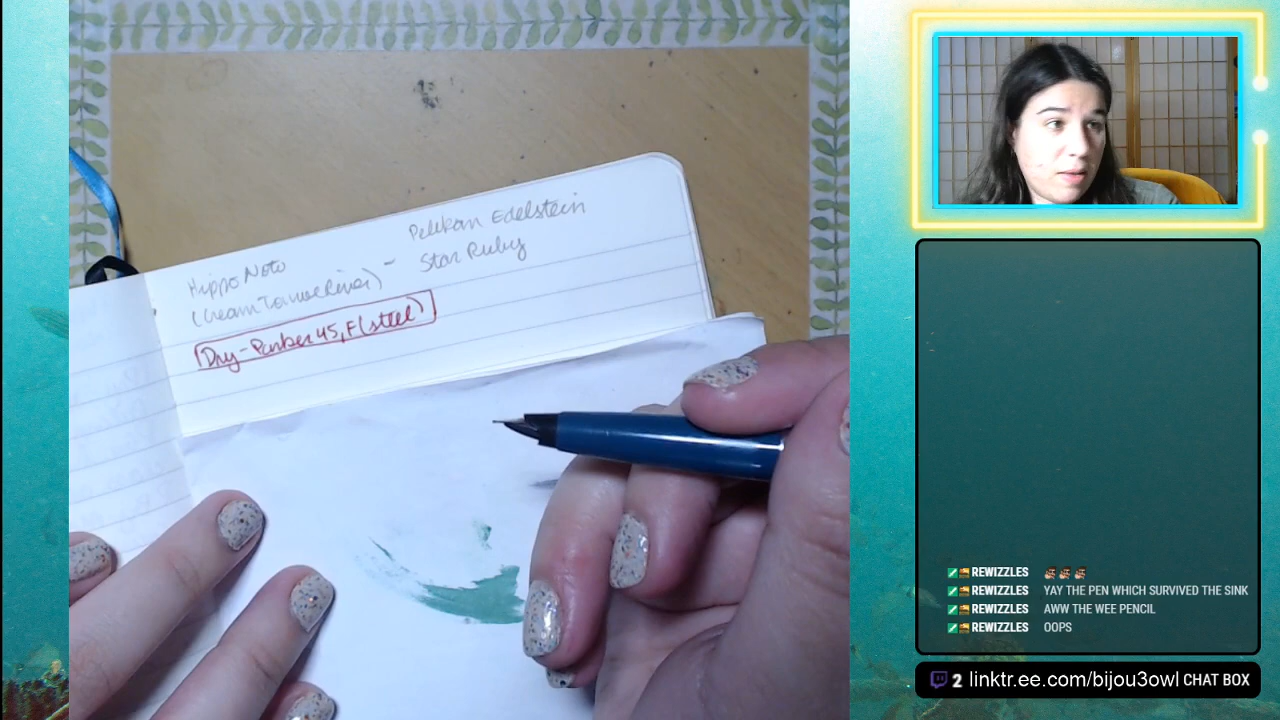 Hippo Noto
(Cream Tomoe River) -
Pelikan Edelstein
Star Ruby
Dry-Parker 45, F (steel)
REWIZZLES
REWIZZLES YAY THE PEN WHICH SURVIVED THE SINK
REWIZZLES AWW THE WEE PENCIL
REWIZZLES OOPS
2 linktr.ee.com/bijou3owl CHAT BOX